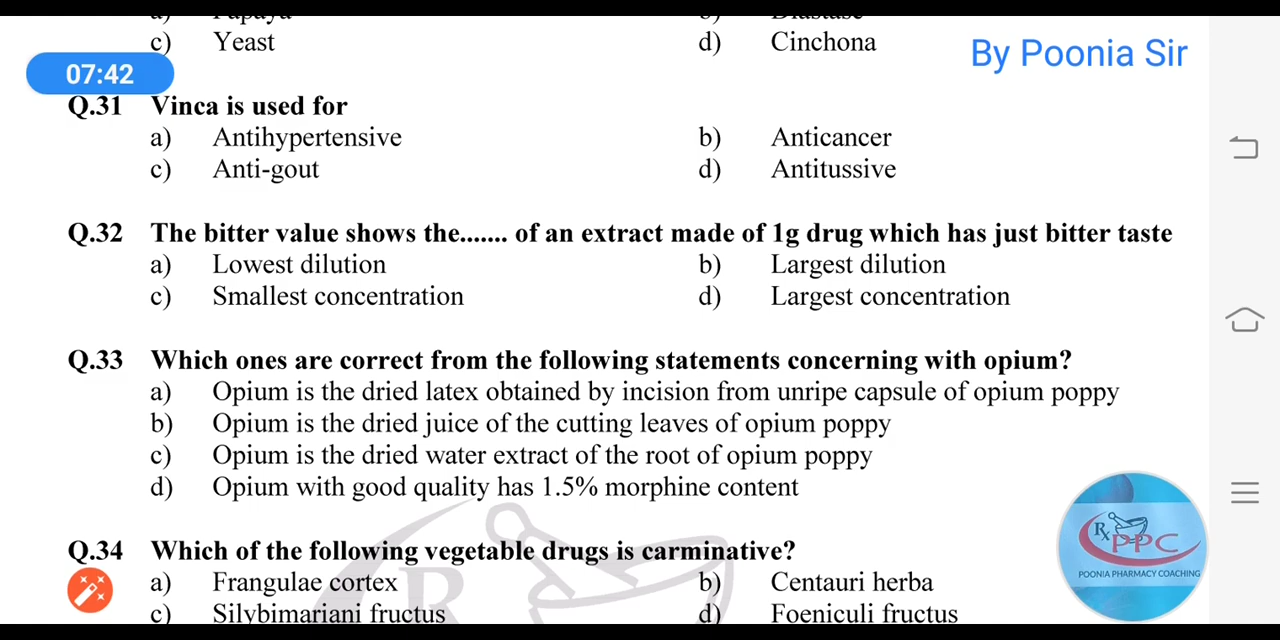 c) Yeast d) Cinchona
By Poonia Sir
07:42
Q.31 Vinca is used for
a) Antihypertensive b) Anticancer
c) Anti-gout d) Antitussive
Q.32 The bitter value shows the....... of an extract made of 1g drug which has just bitter taste
a) Lowest dilution b) Largest dilution
c) Smallest concentration d) Largest concentration
Q.33 Which ones are correct from the following statements concerning with opium?
a) Opium is the dried latex obtained by incision from unripe capsule of opium poppy
b) Opium is the dried juice of the cutting leaves of opium poppy
c) Opium is the dried water extract of the root of opium poppy
d) Opium with good quality has 1.5% morphine content
Q.34 Which of the following vegetable drugs is carminative?
a) Frangulae cortex b) Centauri herba
c) Silybimariani fructus d) Foeniculi fructus
Rx
PPC
POONIA PHARMACY COACHING